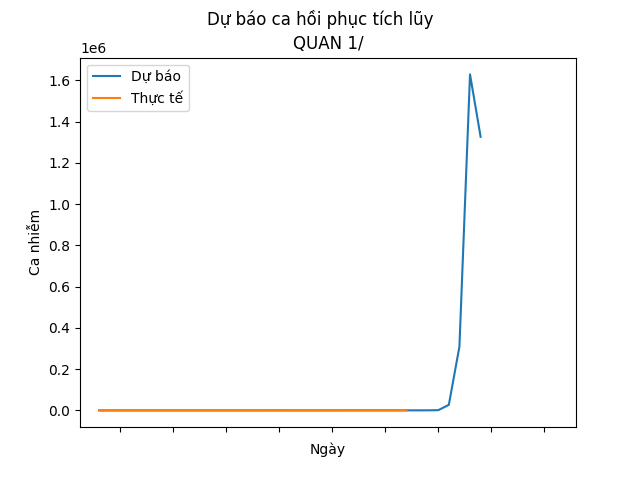 Dự báo ca hồi phục tích lũy
QUAN 1/
1e6
Dự báo
Thực tế
1.6
1.4
1.2
1.0
0.8
0.6
0.4
0.2
0.0
Ca nhiễm
Ngày